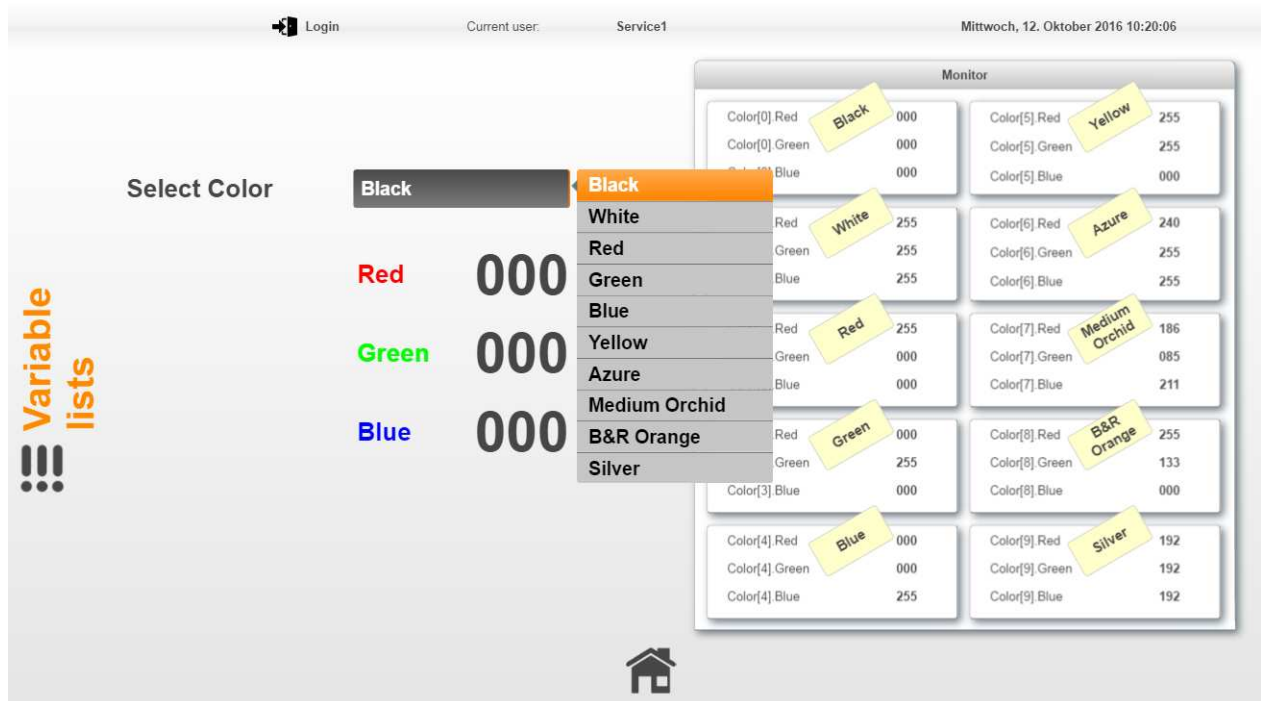 Login
Current user:
Service1
Mittwoch, 12. Oktober 2016 10:20:06
Variable
lists
!!!
Select Color
Black
Red 000
Green 000
Blue 000
Black
White
Red
Green
Blue
Yellow
Azure
Medium Orchid
B&R Orange
Silver
Monitor
Color[0].Red 000
Color[0].Green 000
Blue 000
Black
Red 255
Green 255
Blue 255
White
Red 255
Green 000
Blue 000
Red
Red 000
Green 255
Color[3].Blue 000
Green
Color[4].Red 000
Color[4].Green 000
Color[4].Blue 255
Blue
Color[5].Red 255
Color[5].Green 255
Color[5].Blue 000
Yellow
Color[6].Red 240
Color[6].Green 255
Color[6].Blue 255
Azure
Color[7].Red 186
Color[7].Green 085
Color[7].Blue 211
Medium
Orchid
Color[8].Red 255
Color[8].Green 133
Color[8].Blue 000
B&R
Orange
Color[9].Red 192
Color[9].Green 192
Color[9].Blue 192
Silver